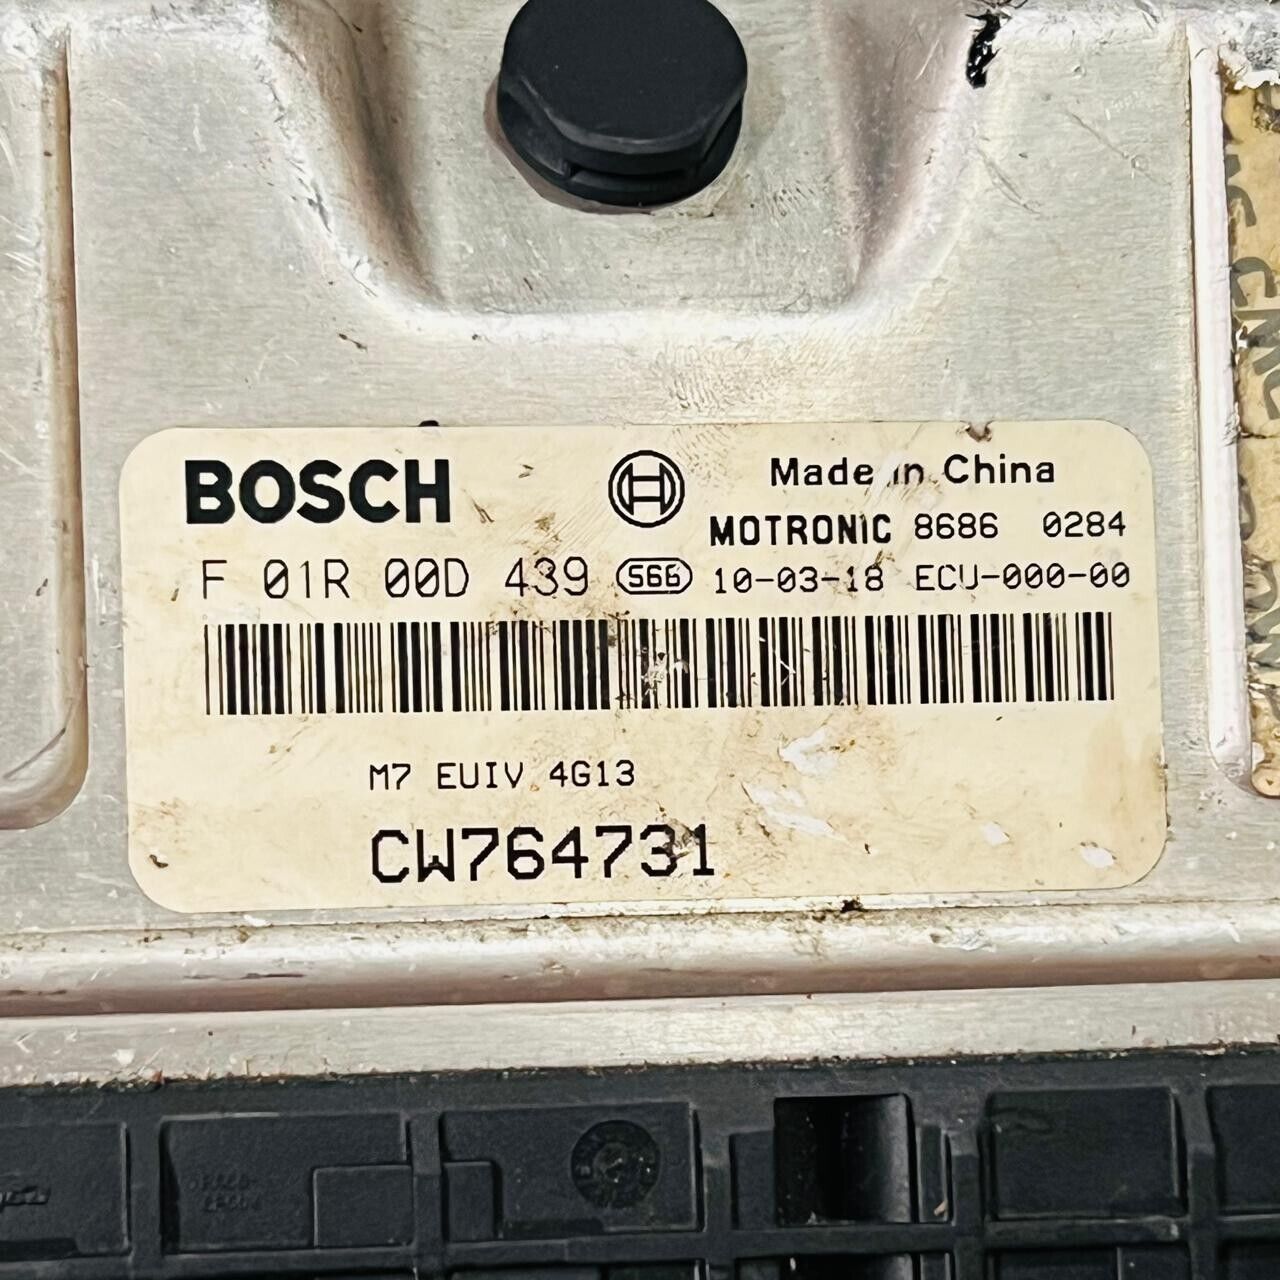 BOSCH
Made in China
MOTRONIC 8686 0284
F 01R 00D 439 S66 10-03-18 ECU-000-00
M7 EUIV 4G13
CW764731